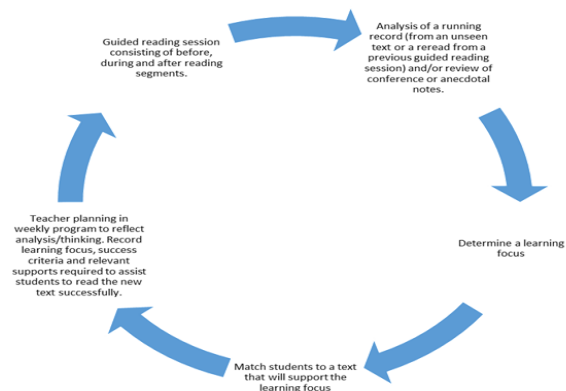 Guided reading session
consisting of before,
during and after reading
segments.
Analysis of a running
record (from an unseen
text or a reread from a
previous guided reading
session) and/or review of
conference or anecdotal
notes.
Determine a learning
focus
Match students to a text
that will support the
learning focus
Teacher planning in
weekly program to reflect
analysis/thinking. Record
learning focus, success
criteria and relevant
supports required to assist
students to read the new
text successfully.